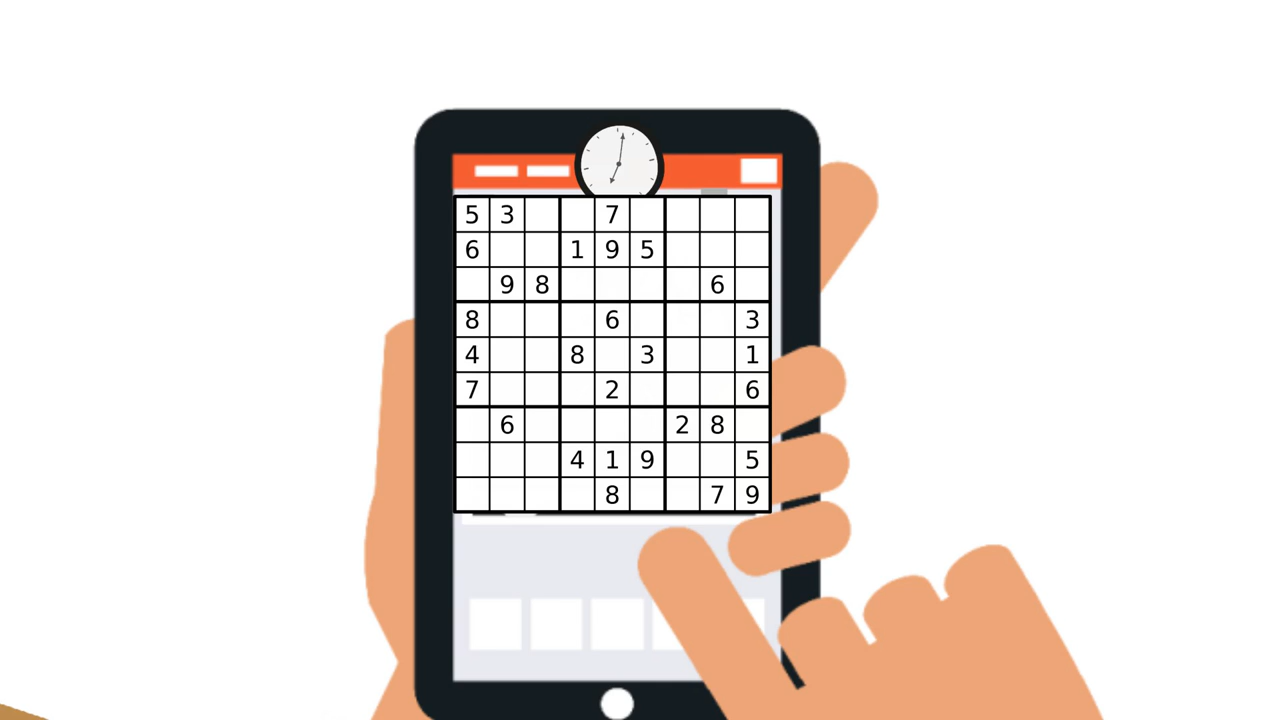 5 3 7
6 1 9 5
9 8 6
8 6 3
4 8 3 1
7 2 6
6 2 8
4 1 9 5
8 7 9